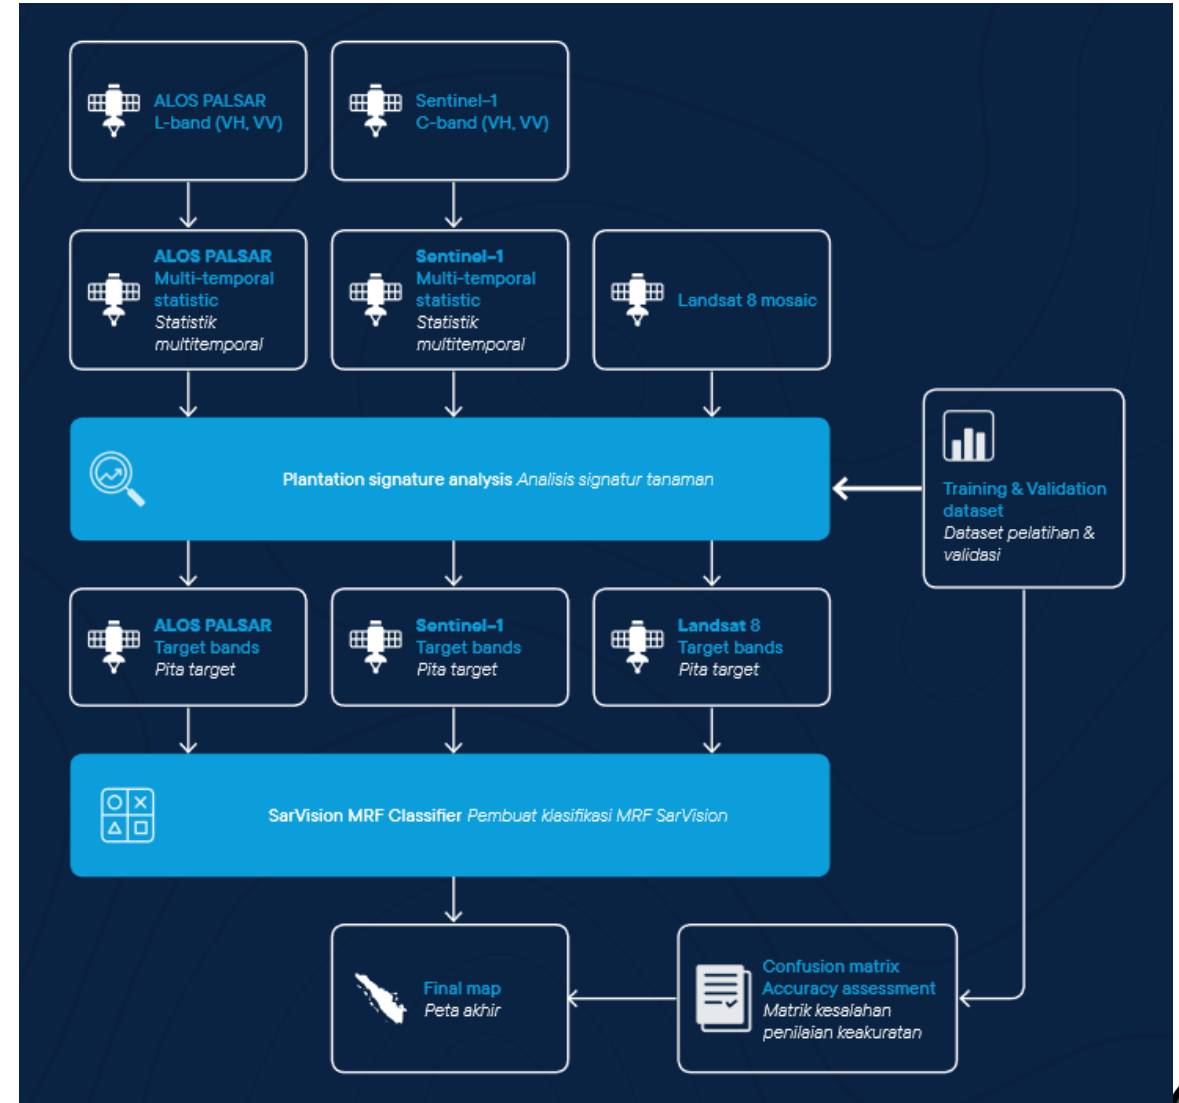 ALOS PALSAR
L-band (VH, VV)
Sentinel-1
C-band (VH, VV)
ALOS PALSAR
Multi-temporal
statistic
Statistik
multitemporal
Sentinel-1
Multi-temporal
statistic
Statistik
multitemporal
Landsat 8 mosaic
Plantation signature analysis Analisis signatur tanaman
Training & Validation
dataset
Dataset pelatihan &
validasi
ALOS PALSAR
Target bands
Pita target
Sentinel-1
Target bands
Pita target
Landsat 8
Target bands
Pita target
SarVision MRF Classifier Pembuat klasifikasi MRF SarVision
Final map
Peta akhir
Confusion matrix
Accuracy assessment
Matrik kesalahan
penilaian keakuratan